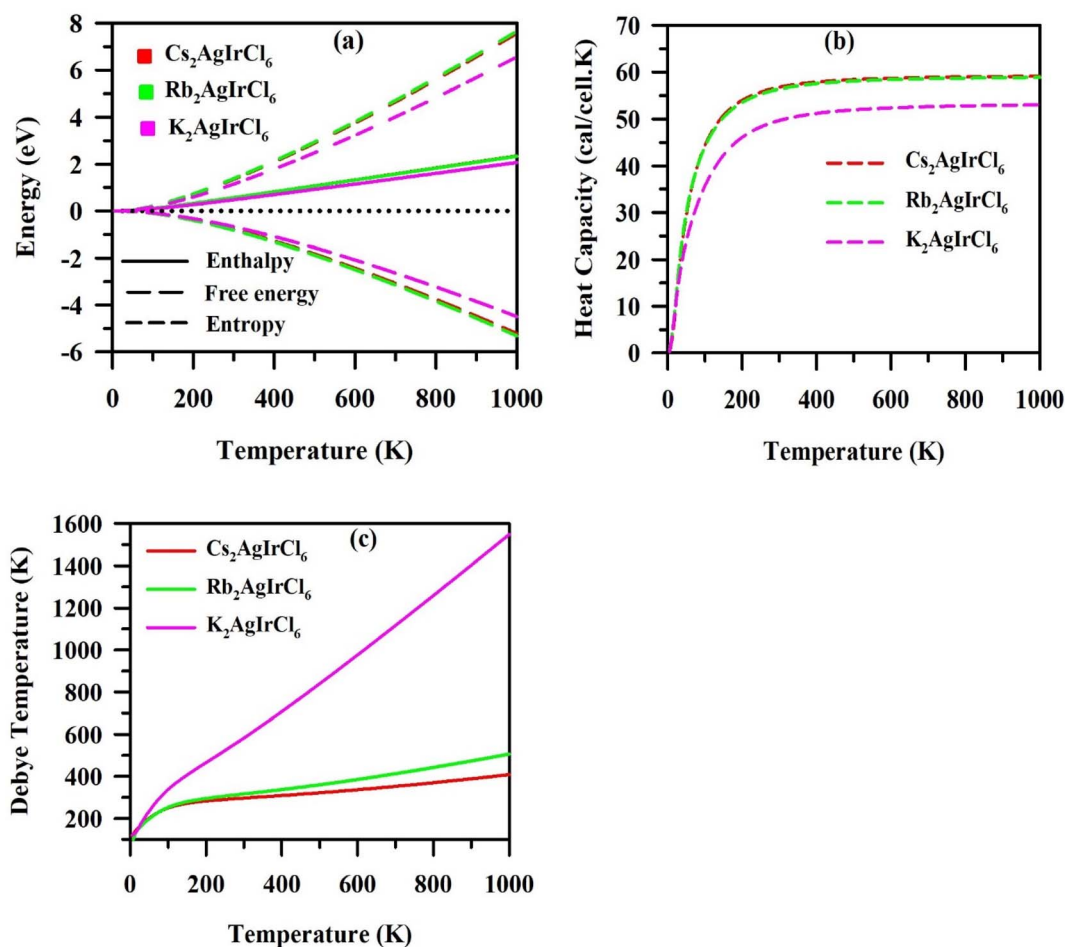 (a)
Energy (eV)
8
6
4
2
0
-2
-4
-6
Cs₂AgIrCl₆
Rb₂AgIrCl₆
K₂AgIrCl₆
Enthalpy
Free energy
Entropy
0 200 400 600 800 1000
Temperature (K)
(b)
Heat Capacity (cal/cell.K)
70
60
50
40
30
20
10
0
Cs₂AgIrCl₆
Rb₂AgIrCl₆
K₂AgIrCl₆
0 200 400 600 800 1000
Temperature (K)
(c)
Debye Temperature (K)
1600
1400
1200
1000
800
600
400
200
Cs₂AgIrCl₆
Rb₂AgIrCl₆
K₂AgIrCl₆
0 200 400 600 800 1000
Temperature (K)